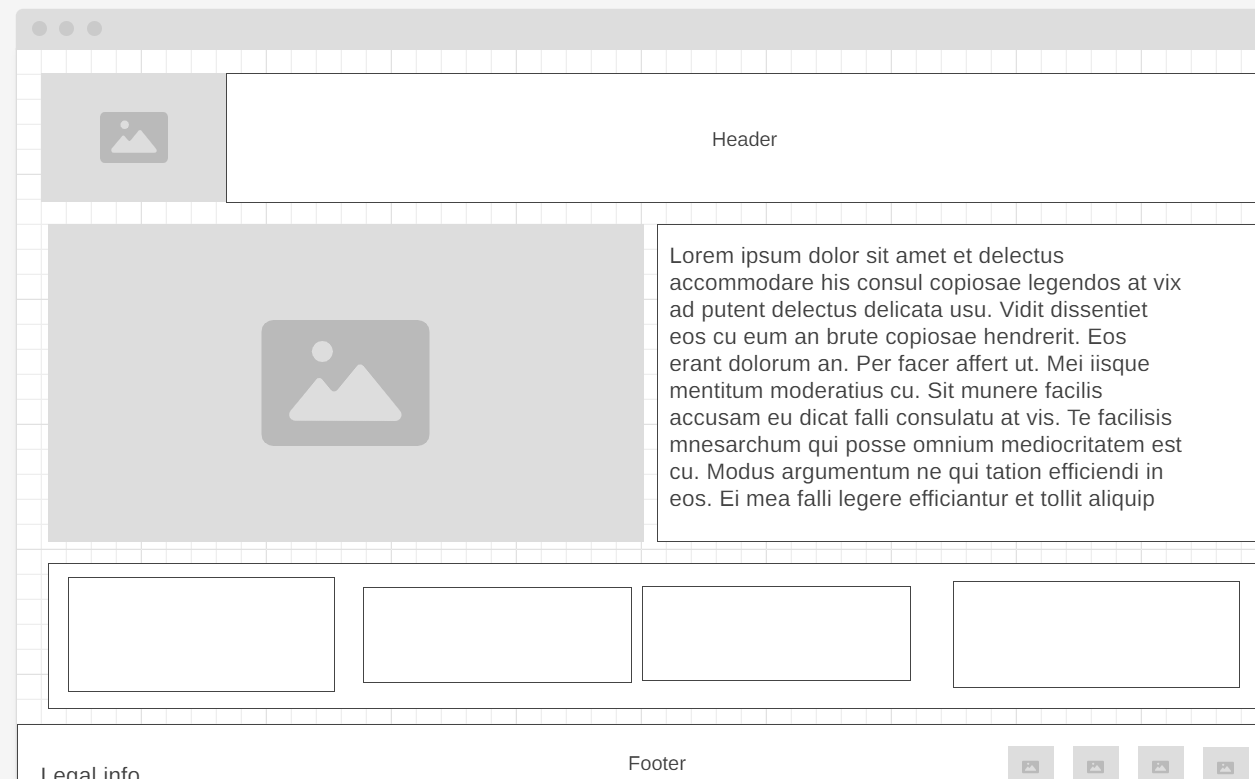 Header
Lorem ipsum dolor sit amet et delectus
accommodare his consul copiosae legendos at vix
ad putent delectus delicata usu. Vidit dissentiet
eos cu eum an brute copiosae hendrerit. Eos
erant dolorum an. Per facer affert ut. Mei iisque
mentitum moderatius cu. Sit munere facilis
accusam eu dicat falli consulatu at vis. Te facilisis
mnesarchum qui posse omnium mediocritatem est
cu. Modus argumentum ne qui tation efficiendi in
eos. Ei mea falli legere efficiantur et tollit aliquip
Footer
Legal info